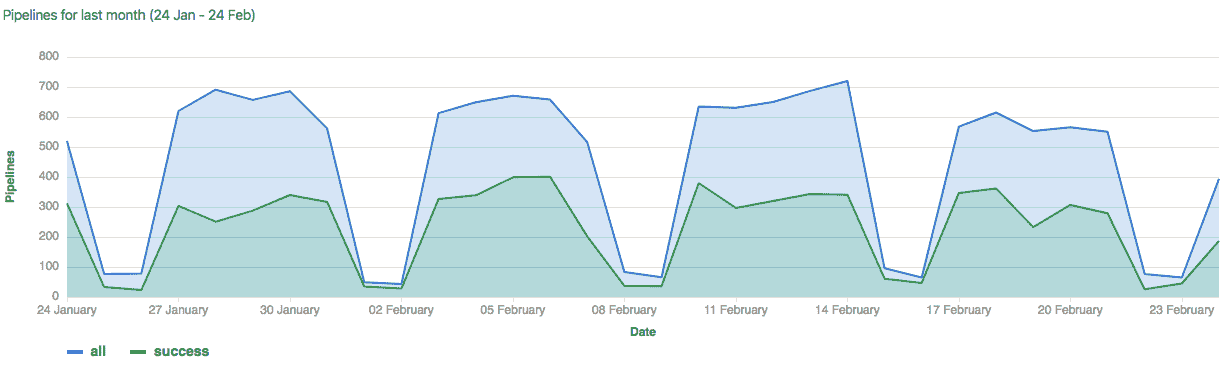 Pipelines for last month (24 Jan - 24 Feb)
800
700
600
500
400
300
200
100
0
Pipelines
24 January 27 January 30 January 02 February 05 February 08 February 11 February 14 February 17 February 20 February 23 February
Date
all success